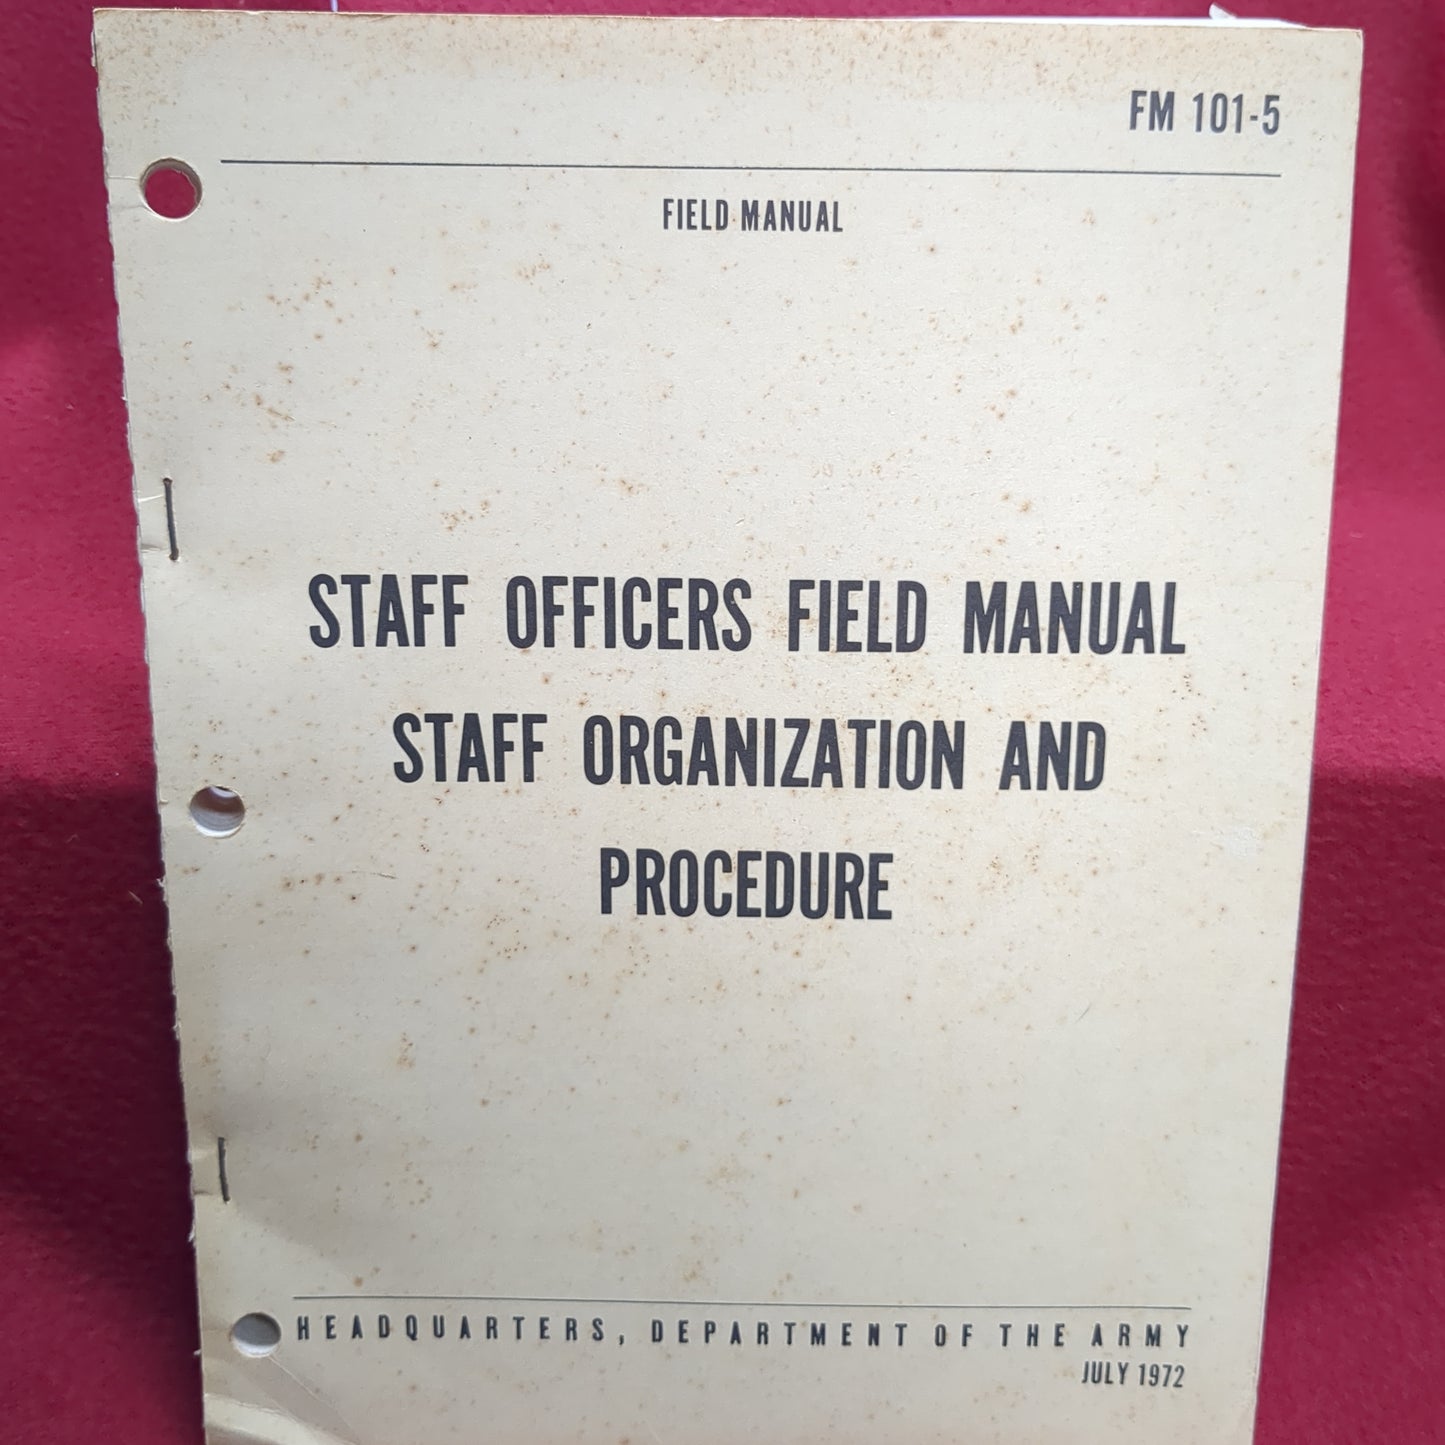 FM 101-5
FIELD MANUAL
STAFF OFFICERS FIELD MANUAL
STAFF ORGANIZATION AND
PROCEDURE
HEADQUARTERS, DEPARTMENT OF THE ARMY
JULY 1972